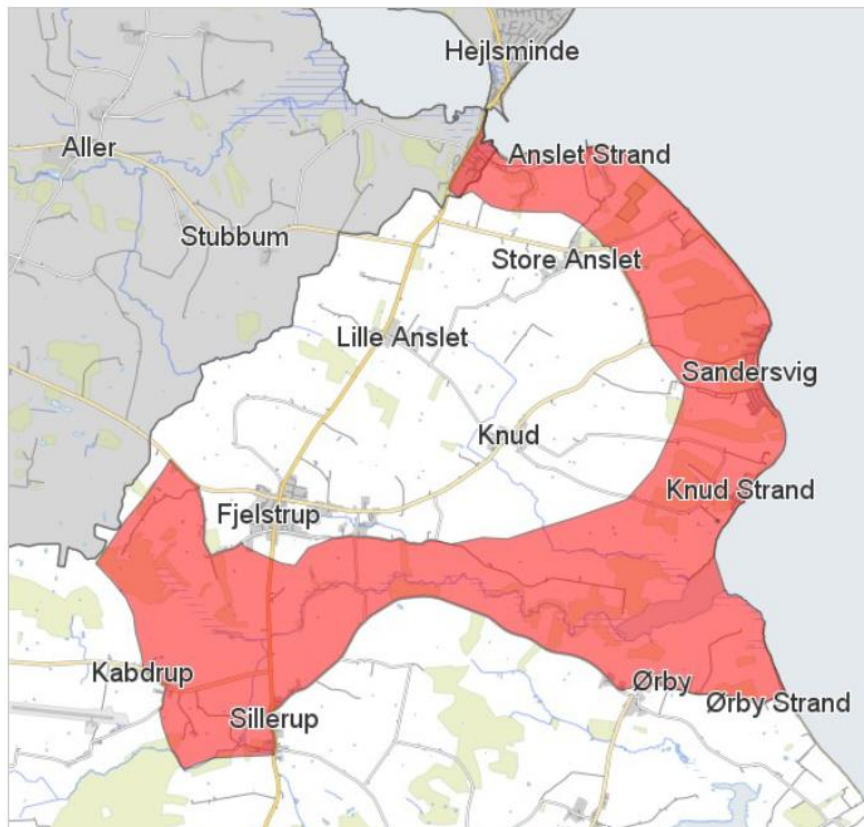 Hejlsminde
Aller
Anslet Strand
Stubbum
Store Anslet
Lille Anslet
Sandersvig
Knud
Knud Strand
Fjelstrup
Kabdrup
Ørby
Ørby Strand
Sillerup